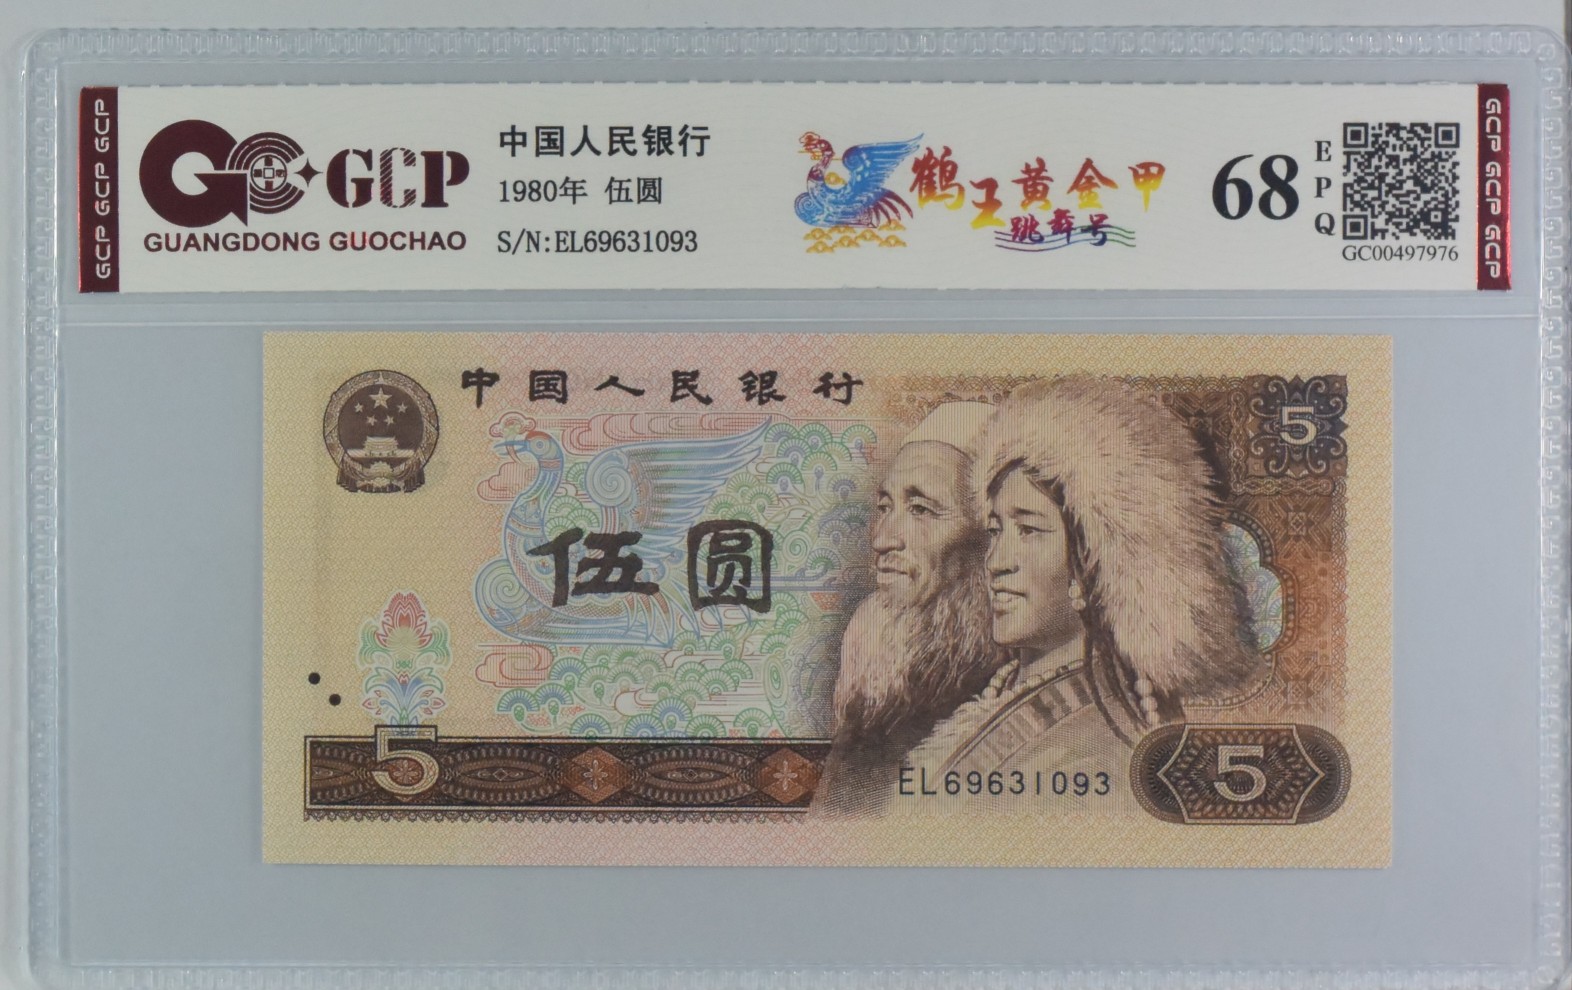 GCP GCP GCP
GCP
GUANGDONG GUOCHAO
中国人民银行
1980年 伍圆
S/N:EL69631093
鹤王黄金甲
跳舞号
68
EPQ
GC00497976
GCP GCP GCP
中国人民银行
5
伍圆
5
EL69631093
5